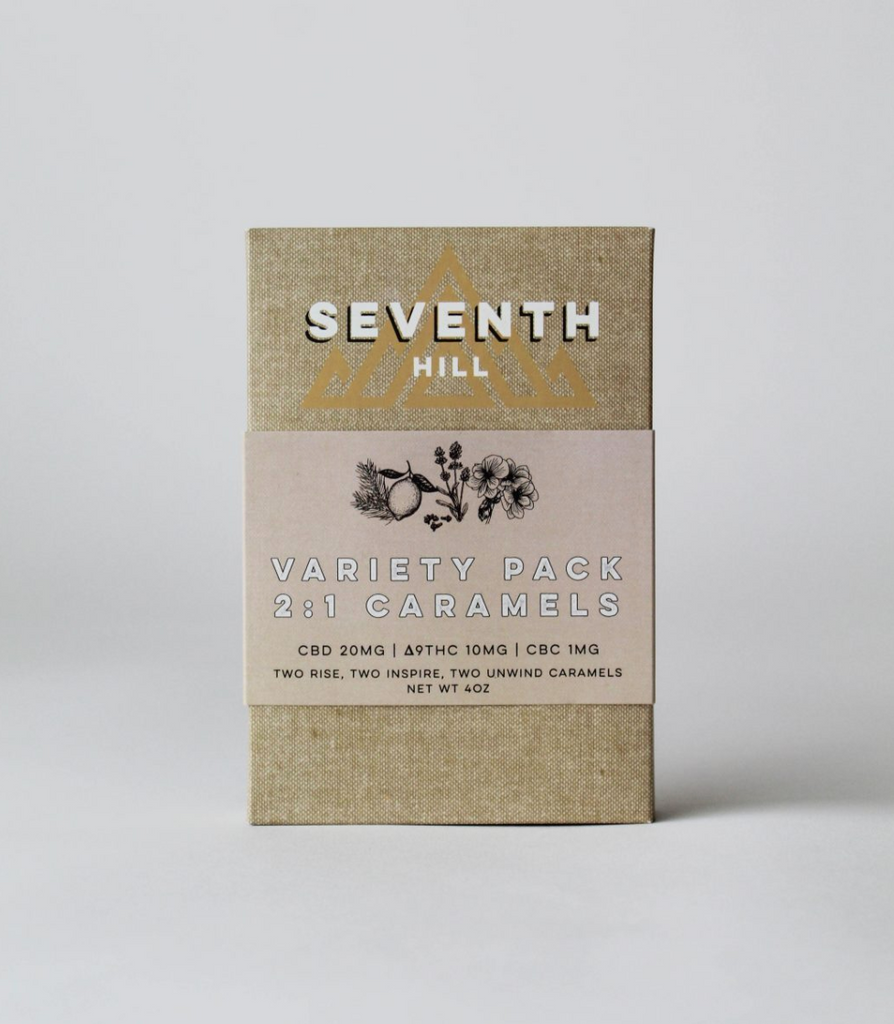 SEVENTH
HILL
VARIETY PACK
2:1 CARAMELS
CBD 20MG | Δ9THC 10MG | CBC 1MG
TWO RISE, TWO INSPIRE, TWO UNWIND CARAMELS
NET WT 4OZ